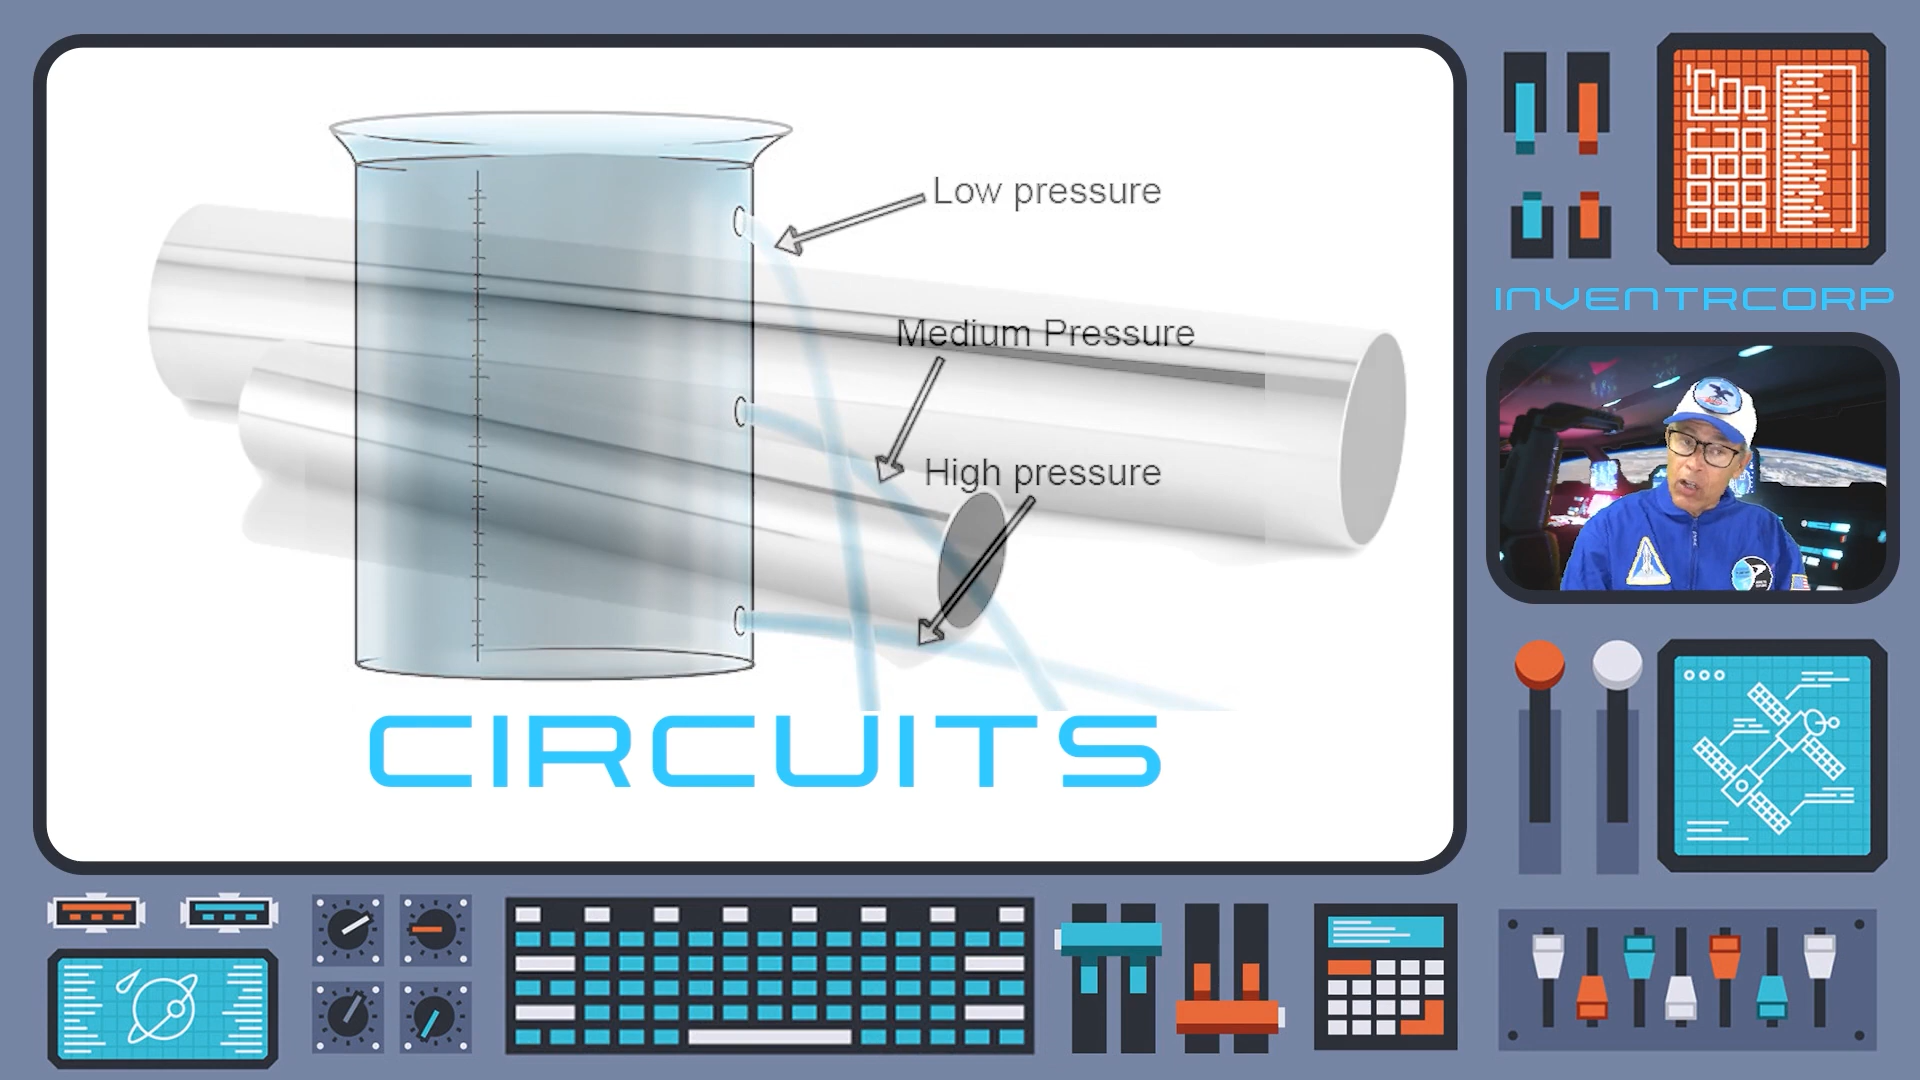 Low pressure
Medium Pressure
High pressure
CIRCUITS
INVENTRCORP